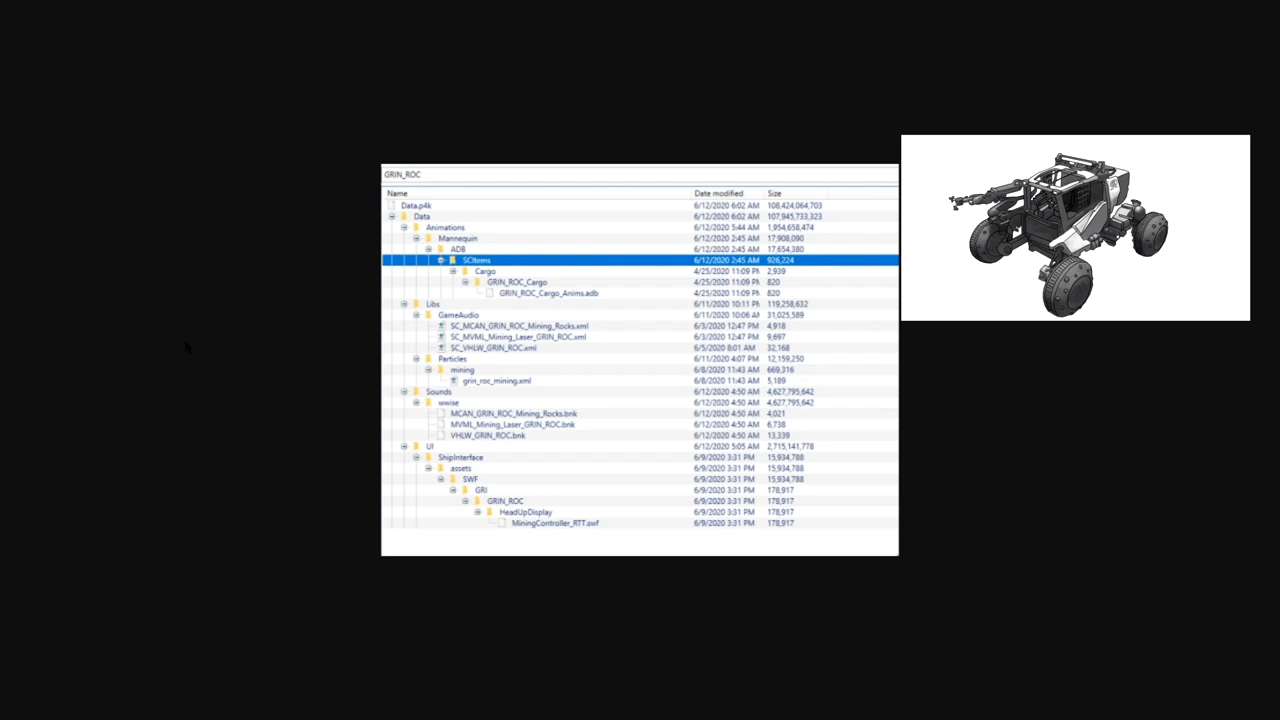 GRIN_ROC
Name Date modified Size
Data.p4k 6/12/2020 6:02 AM 108,424,064,703
Data 6/12/2020 6:02 AM 107,945,733,323
Animations 6/12/2020 5:44 AM 1,954,658,474
Mannequin 6/12/2020 2:45 AM 17,908,090
ADB 6/12/2020 2:45 AM 17,654,380
SCItems 6/12/2020 2:45 AM 926,224
Cargo 4/25/2020 11:09 PM 2,939
GRIN_ROC_Cargo 4/25/2020 11:09 PM 820
GRIN_ROC_Cargo_Anims.adb 4/25/2020 11:09 PM 820
Libs 6/11/2020 10:11 PM 119,258,632
GameAudio 6/11/2020 10:06 AM 31,025,589
SC_MCAN_GRIN_ROC_Mining_Rocks.xml 6/3/2020 12:47 PM 4,918
SC_MVML_Mining_Laser_GRIN_ROC.xml 6/3/2020 12:47 PM 9,697
SC_VHLW_GRIN_ROC.xml 6/5/2020 8:01 AM 32,168
Particles 6/11/2020 4:07 PM 12,159,250
mining 6/8/2020 11:43 AM 669,316
grin_roc_mining.xml 6/8/2020 11:43 AM 5,189
Sounds 6/12/2020 4:50 AM 4,627,795,642
wwise 6/12/2020 4:50 AM 4,627,795,642
MCAN_GRIN_ROC_Mining_Rocks.bnk 6/12/2020 4:50 AM 4,021
MVML_Mining_Laser_GRIN_ROC.bnk 6/12/2020 4:50 AM 6,738
VHLW_GRIN_ROC.bnk 6/12/2020 4:50 AM 13,339
UI 6/12/2020 5:05 AM 2,715,141,778
ShipInterface 6/9/2020 3:31 PM 15,934,788
assets 6/9/2020 3:31 PM 15,934,788
SWF 6/9/2020 3:31 PM 15,934,788
GRI 6/9/2020 3:31 PM 178,917
GRIN_ROC 6/9/2020 3:31 PM 178,917
HeadUpDisplay 6/9/2020 3:31 PM 178,917
MiningController_RTT.swf 6/9/2020 3:31 PM 178,917